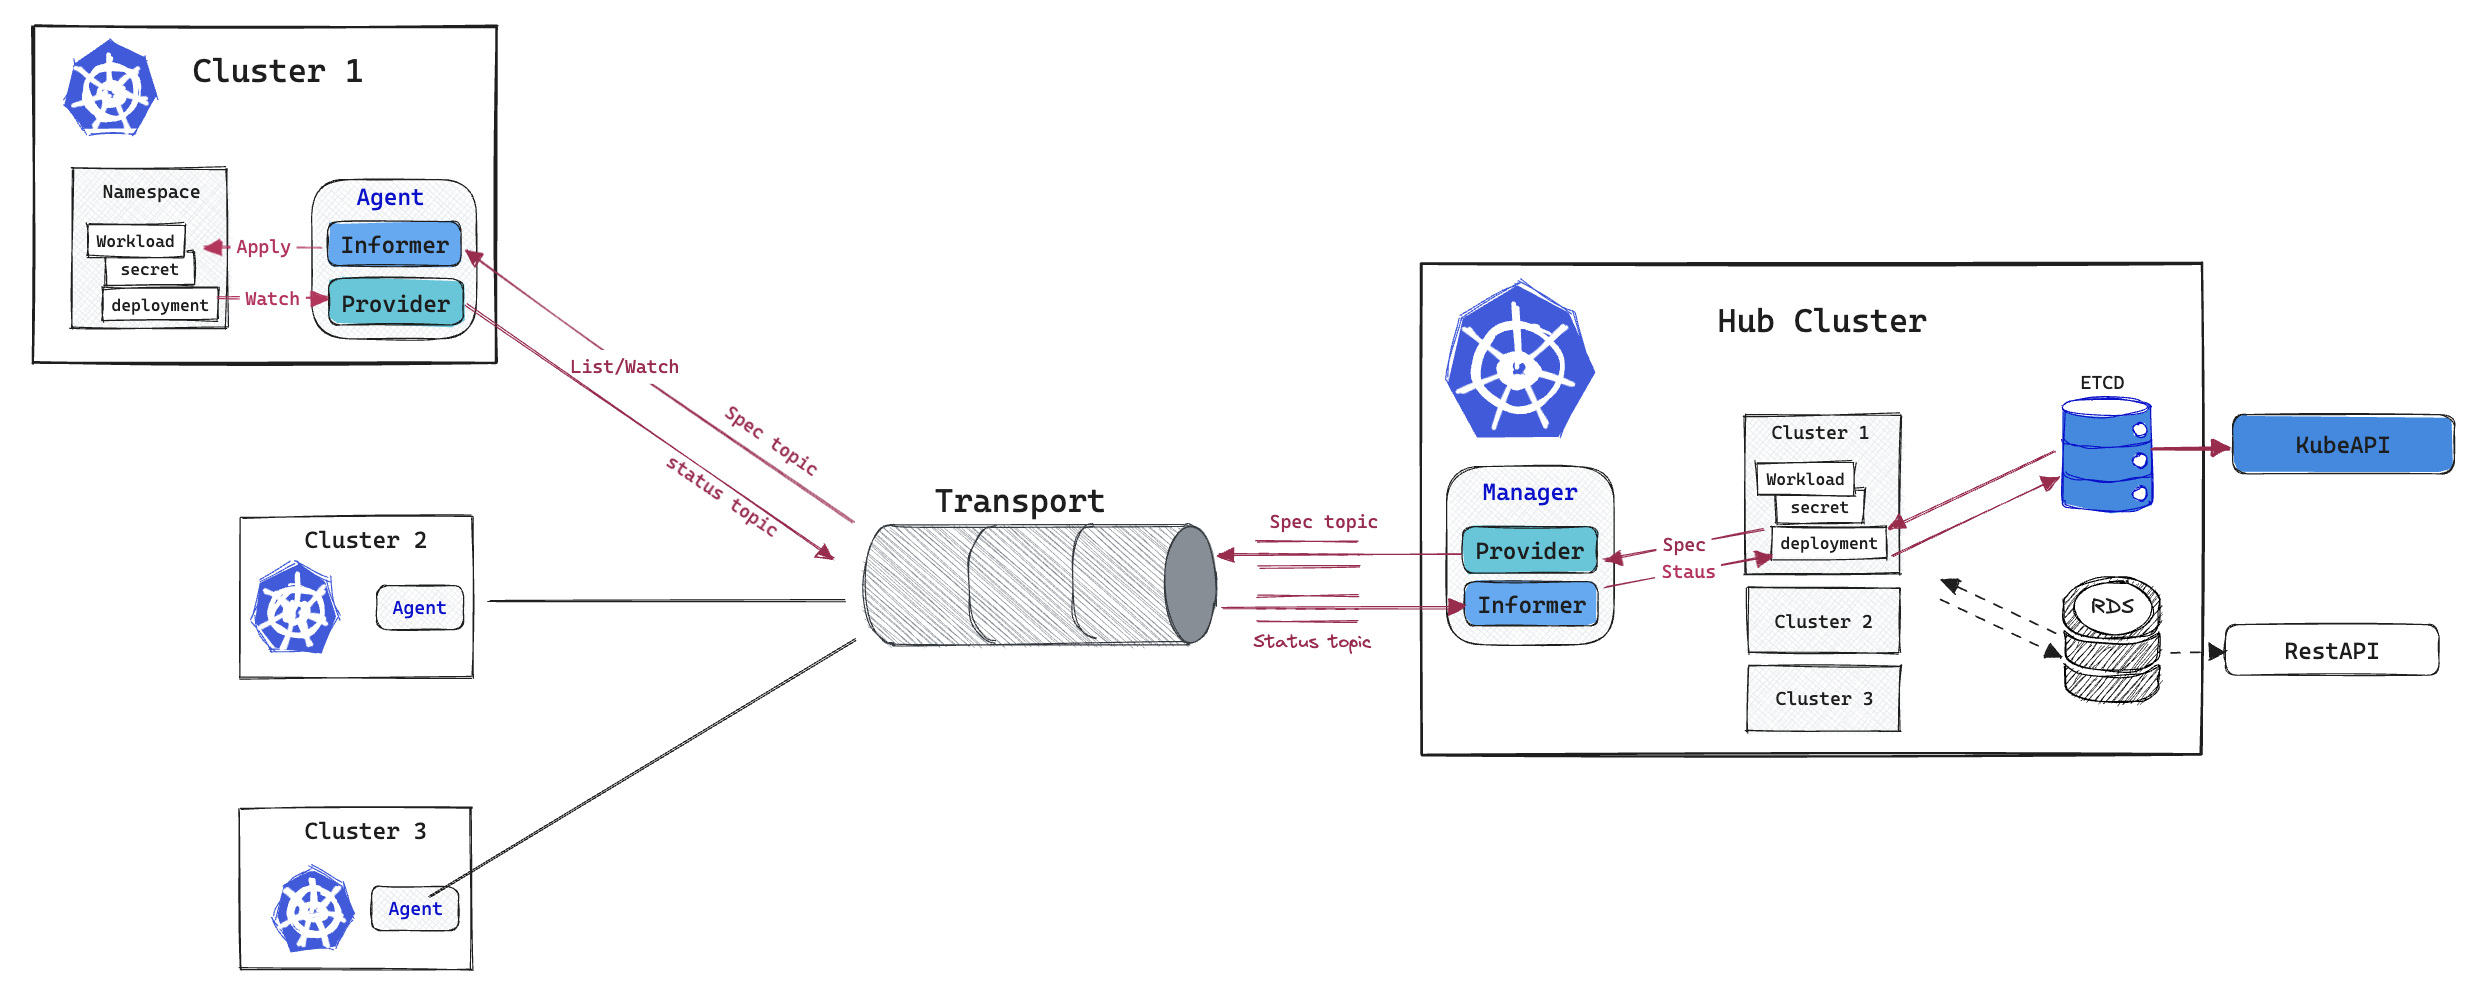 Cluster 1
Namespace
Workload
secret
deployment
Apply
Watch
Agent
Informer
Provider
List/Watch
Spec topic
status topic
Cluster 2
Agent
Cluster 3
Agent
Transport
Spec topic
Status topic
Hub Cluster
Manager
Provider
Informer
Spec
Staus
Cluster 1
Workload
secret
deployment
Cluster 2
Cluster 3
ETCD
RDS
KubeAPI
RestAPI